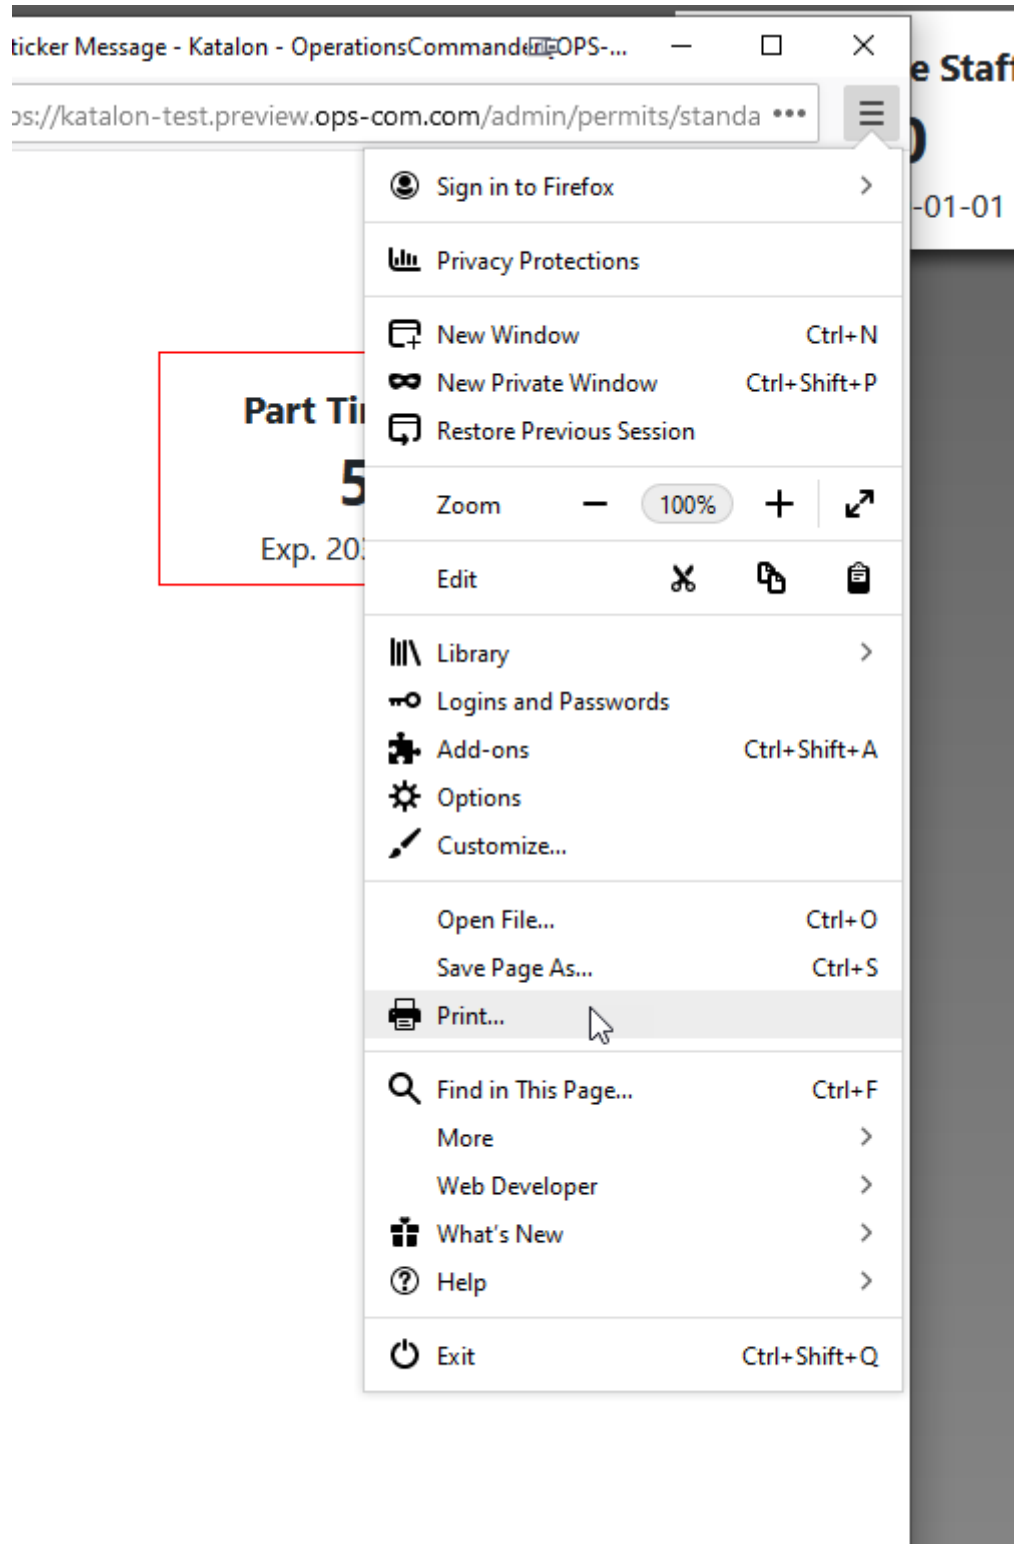 ticker Message - Katalon - OperationsCommander OPS-...
e Staff
ps://katalon-test.preview.ops-com.com/admin/permits/standa •••
-01-01
Sign in to Firefox
Privacy Protections
New Window Ctrl+N
New Private Window Ctrl+Shift+P
Restore Previous Session
Zoom 100%
Edit
Part Ti
5
Exp. 20
Library
Logins and Passwords
Add-ons Ctrl+Shift+A
Options
Customize...
Open File... Ctrl+O
Save Page As... Ctrl+S
Print...
Find in This Page... Ctrl+F
More
Web Developer
What's New
Help
Exit Ctrl+Shift+Q